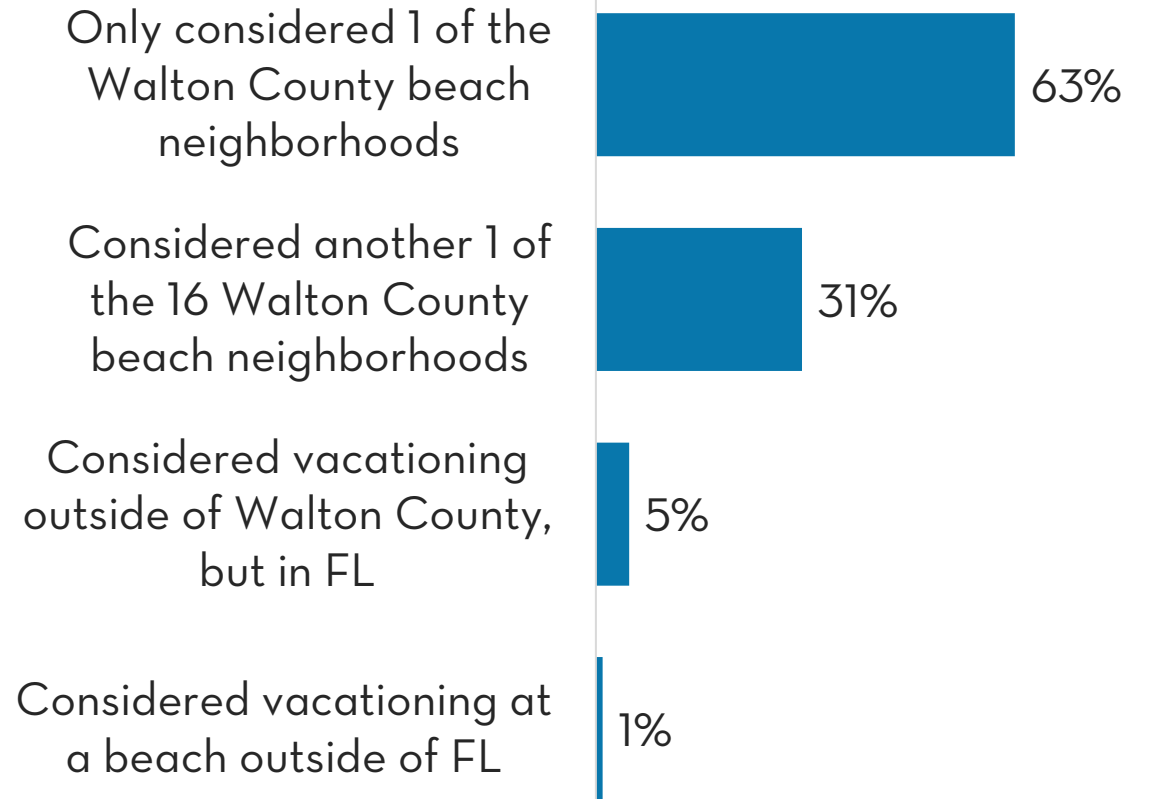 Only considered 1 of the
Walton County beach
neighborhoods
63%
Considered another 1 of
the 16 Walton County
beach neighborhoods
31%
Considered vacationing
outside of Walton County,
but in FL
5%
Considered vacationing at
a beach outside of FL
1%